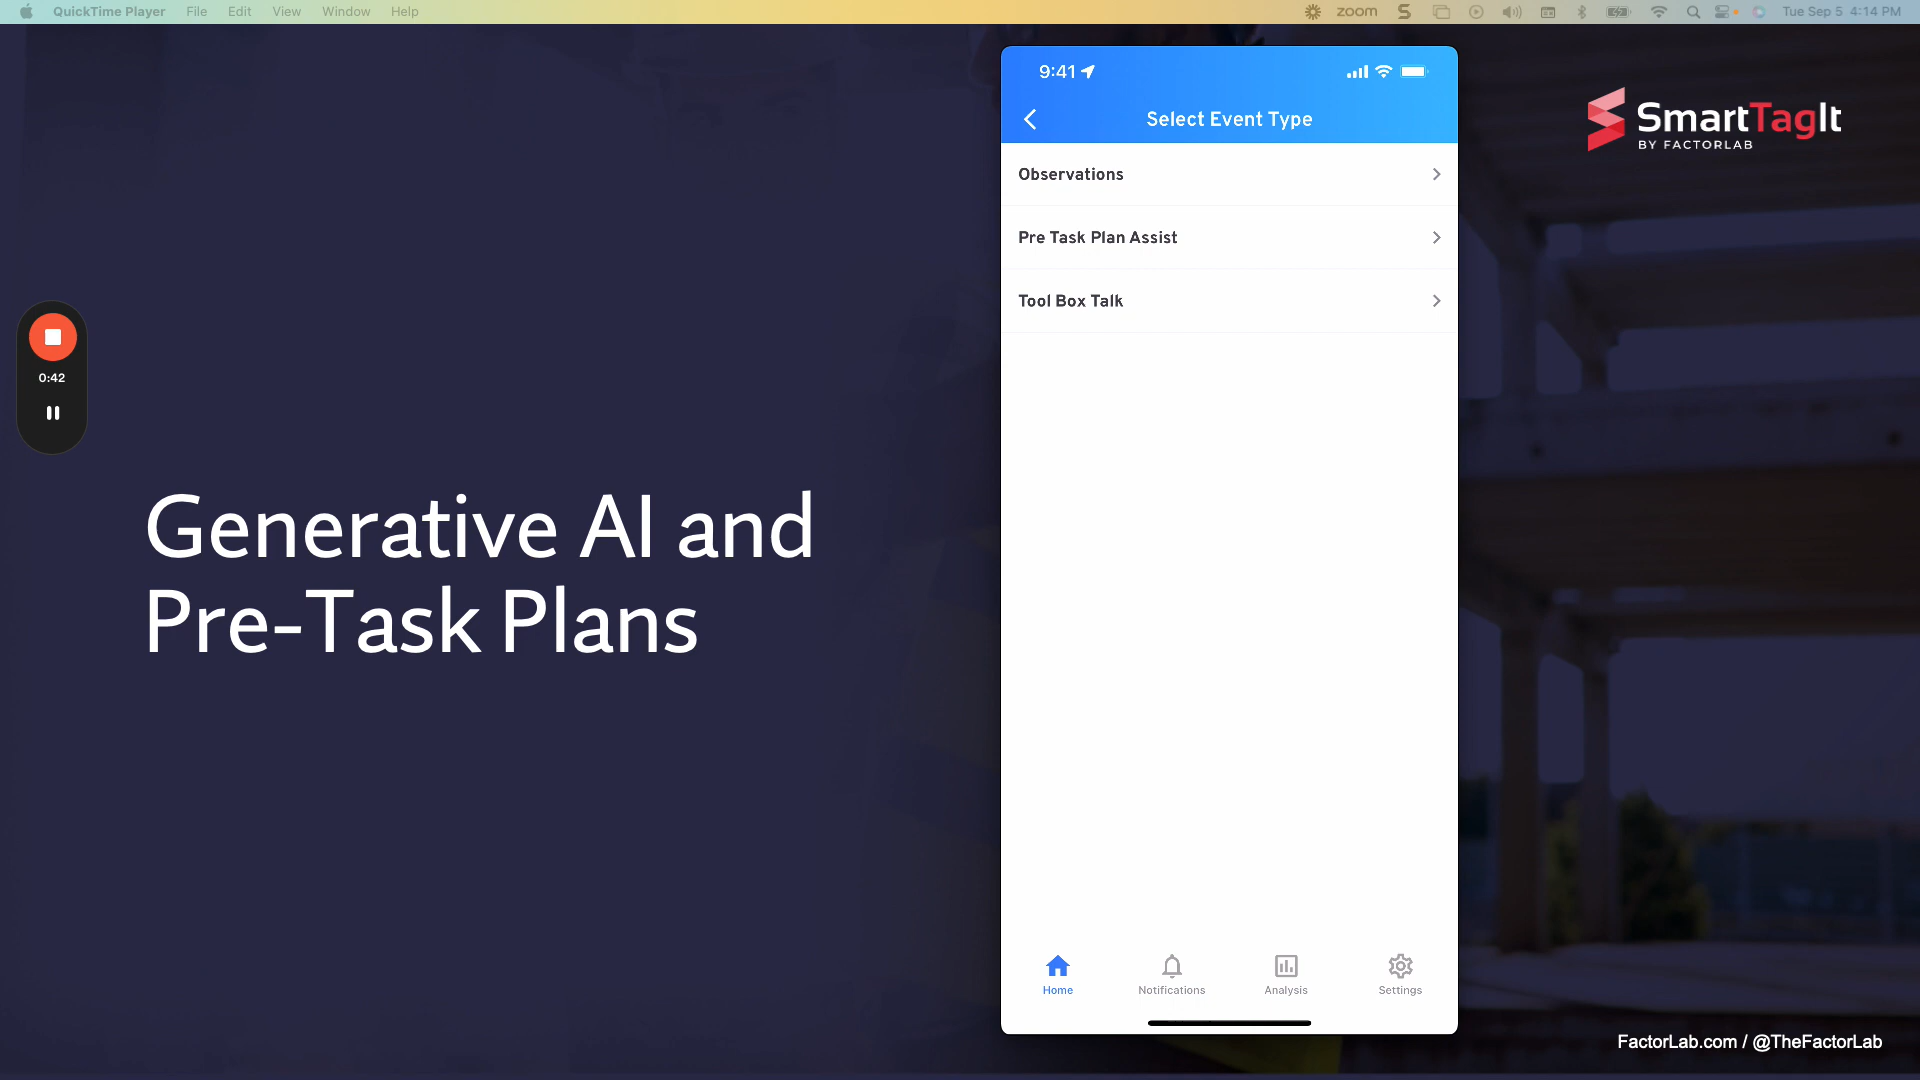 QuickTime Player File Edit View Window Help
zoom
Tue Sep 5 4:14 PM
9:41
Select Event Type
Observations
Pre Task Plan Assist
Tool Box Talk
Home Notifications Analysis Settings
SmartTagIt
BY FACTORLAB
0:42
Generative AI and
Pre-Task Plans
FactorLab.com / @TheFactorLab